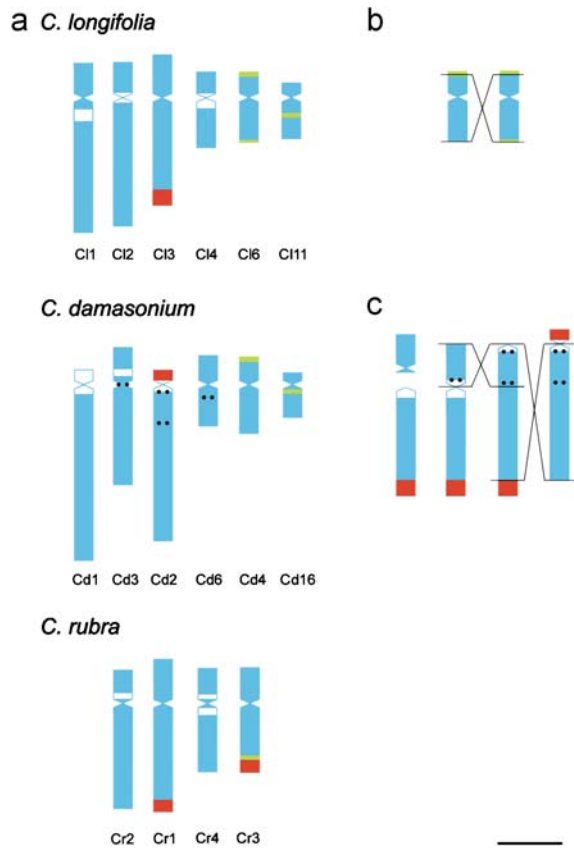 a C. longifolia
b
Cl1 Cl2 Cl3 Cl4 Cl6 Cl11
C. damasonium
c
Cd1 Cd3 Cd2 Cd6 Cd4 Cd16
C. rubra
Cr2 Cr1 Cr4 Cr3